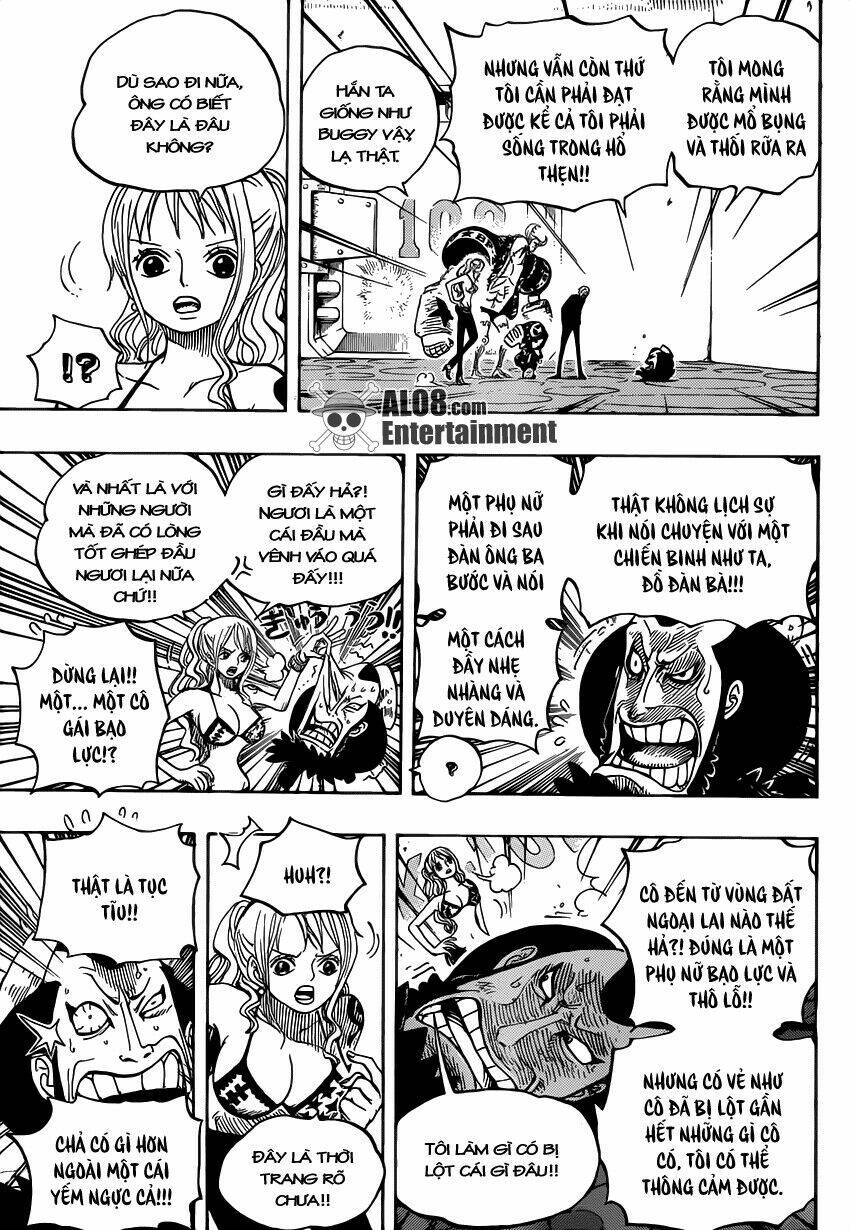 TÔI MONG
RẰNG MÌNH
ĐƯỢC MỔ BỤNG
VÀ THỐI RỮA RA
NHƯNG VẪN CÒN THỨ
TÔI CẦN PHẢI ĐẠT
ĐƯỢC KỂ CẢ TÔI PHẢI
SỐNG TRONG HỔ
THẸN!!
HẮN TA
GIỐNG NHƯ
BUGGY VẬY,
LẠ THẬT.
DÙ SAO ĐI NỮA,
ÔNG CÓ BIẾT
ĐÂY LÀ ĐÂU
KHÔNG?
!?
AL08.com
Entertainment
THẬT KHÔNG LỊCH SỰ
KHI NÓI CHUYỆN VỚI MỘT
CHIẾN BINH NHƯ TA,
ĐỒ ĐÀN BÀ!!!
MỘT PHỤ NỮ
PHẢI ĐI SAU
ĐÀN ÔNG BA
BƯỚC VÀ NÓI
MỘT CÁCH
ĐẦY NHẸ
NHÀNG VÀ
DUYÊN DÁNG.
?
GÌ ĐẤY HẢ?!
NGƯƠI LÀ MỘT
CÁI ĐẦU MÀ
VÊNH VÁO QUÁ
ĐẤY!!!
VÀ NHẤT LÀ VỚI
NHỮNG NGƯỜI
MÀ ĐÃ CÓ LÒNG
TỐT GHÉP ĐẦU
NGƯƠI LẠI NỮA
CHỨ!!
DỪNG LẠI!!
MỘT... MỘT CÔ
GÁI BẠO
LỰC!?
CÔ ĐẾN TỪ VÙNG ĐẤT
NGOẠI LAI NÀO THẾ
HẢ?! ĐÚNG LÀ MỘT
PHỤ NỮ BẠO LỰC VÀ
THÔ LỖ!!
NHƯNG CÓ VẺ NHƯ
CÔ ĐÃ BỊ LỘT GẦN
HẾT NHỮNG GÌ CÔ
CÓ, TÔI CÓ THỂ
THÔNG CẢM ĐƯỢC.
TÔI LÀM GÌ CÓ BỊ
LỘT CÁI GÌ ĐÂU!!
HUH?!
ĐÂY LÀ THỜI
TRANG RÕ
CHƯA!!
THẬT LÀ TỤC
TĨU!!
CHẢ CÓ GÌ HƠN
NGOÀI MỘT CÁI
YẾM NGỰC CẢ!!!